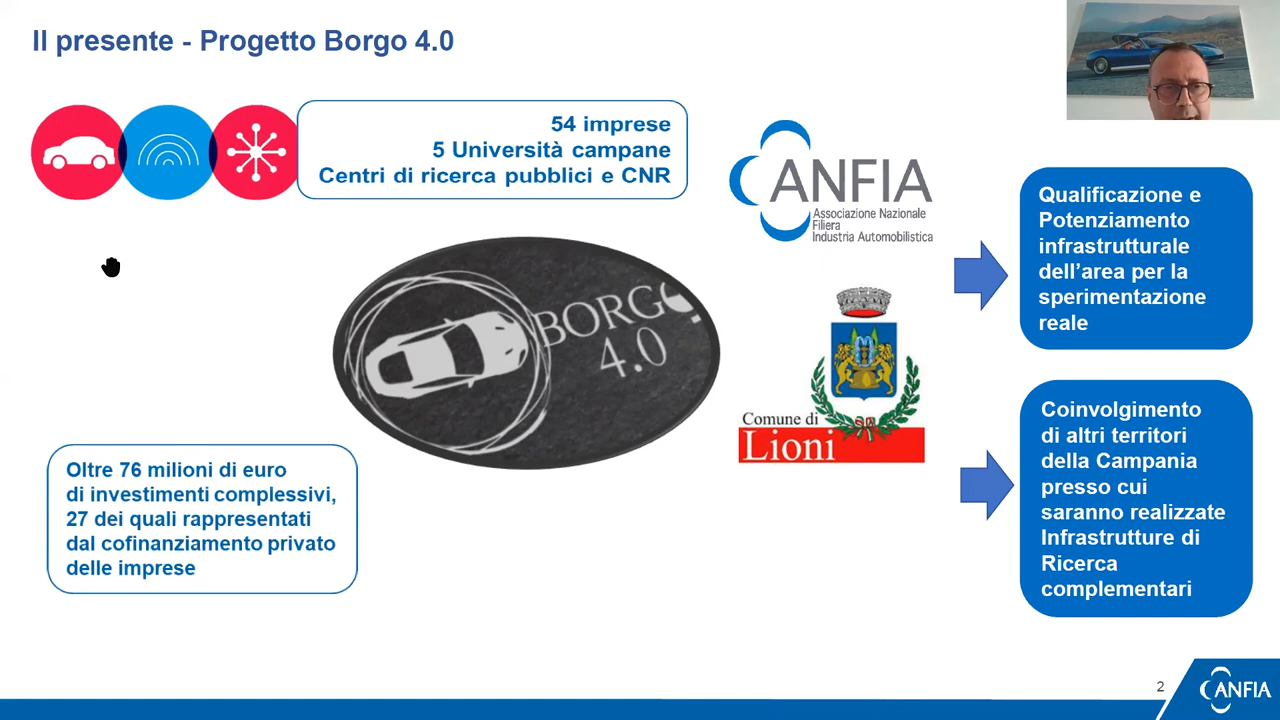 Il presente - Progetto Borgo 4.0
54 imprese
5 Università campane
Centri di ricerca pubblici e CNR
ANFIA
Associazione Nazionale
Filiera
Industria Automobilistica
Qualificazione e
Potenziamento
infrastrutturale
dell'area per la
sperimentazione
reale
BORGO
4.0
Comune di
Lioni
Coinvolgimento
di altri territori
della Campania
presso cui
saranno realizzate
Infrastrutture di
Ricerca
complementari
Oltre 76 milioni di euro
di investimenti complessivi,
27 dei quali rappresentati
dal cofinanziamento privato
delle imprese
2
ANFIA